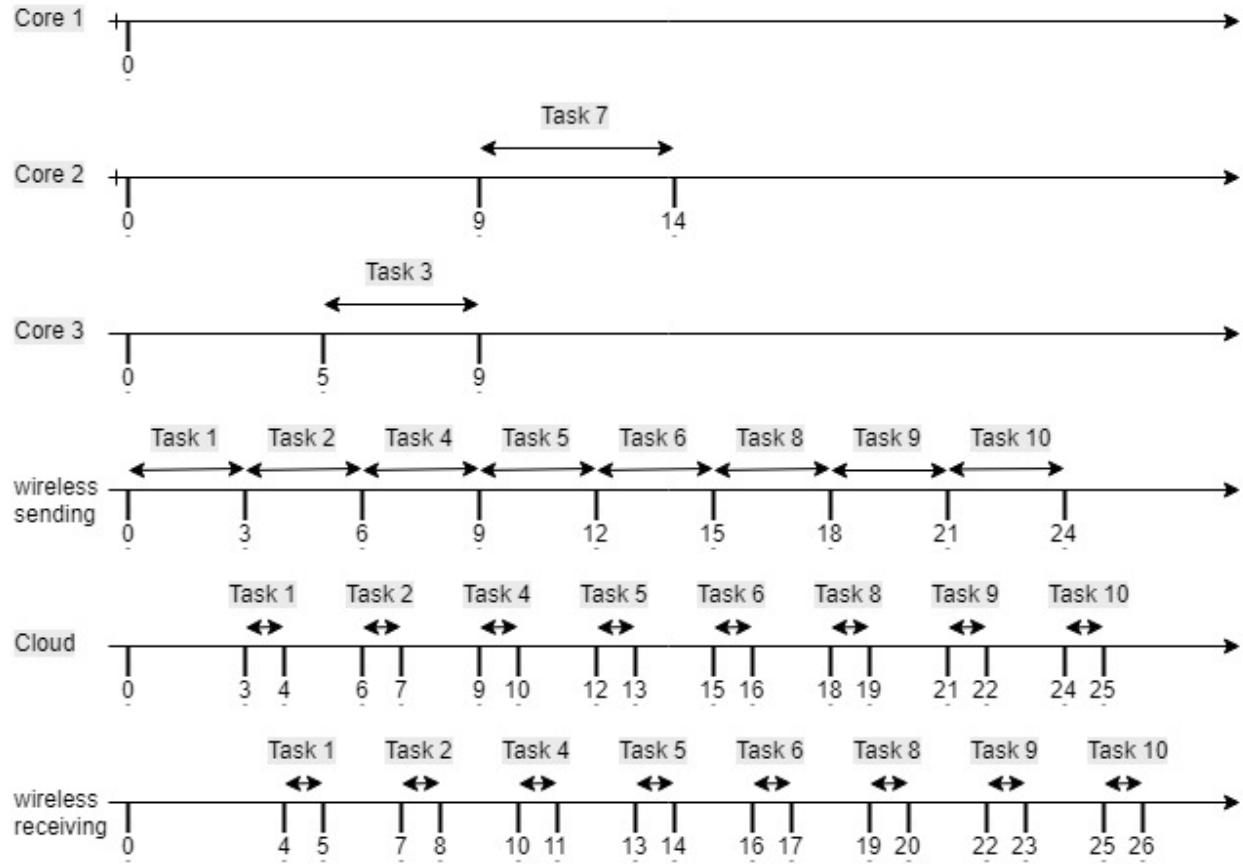 Core 1
0
Task 7
Core 2
0 9 14
Task 3
Core 3
0 5 9
Task 1 Task 2 Task 4 Task 5 Task 6 Task 8 Task 9 Task 10
wireless
sending
0 3 6 9 12 15 18 21 24
Task 1 Task 2 Task 4 Task 5 Task 6 Task 8 Task 9 Task 10
Cloud
0 3 4 6 7 9 10 12 13 15 16 18 19 21 22 24 25
Task 1 Task 2 Task 4 Task 5 Task 6 Task 8 Task 9 Task 10
wireless
receiving
0 4 5 7 8 10 11 13 14 16 17 19 20 22 23 25 26